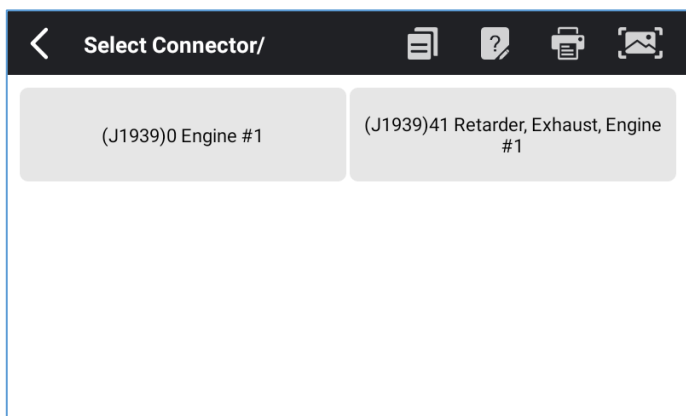 Select Connector/
?
(J1939)0 Engine #1
(J1939)41 Retarder, Exhaust, Engine
#1